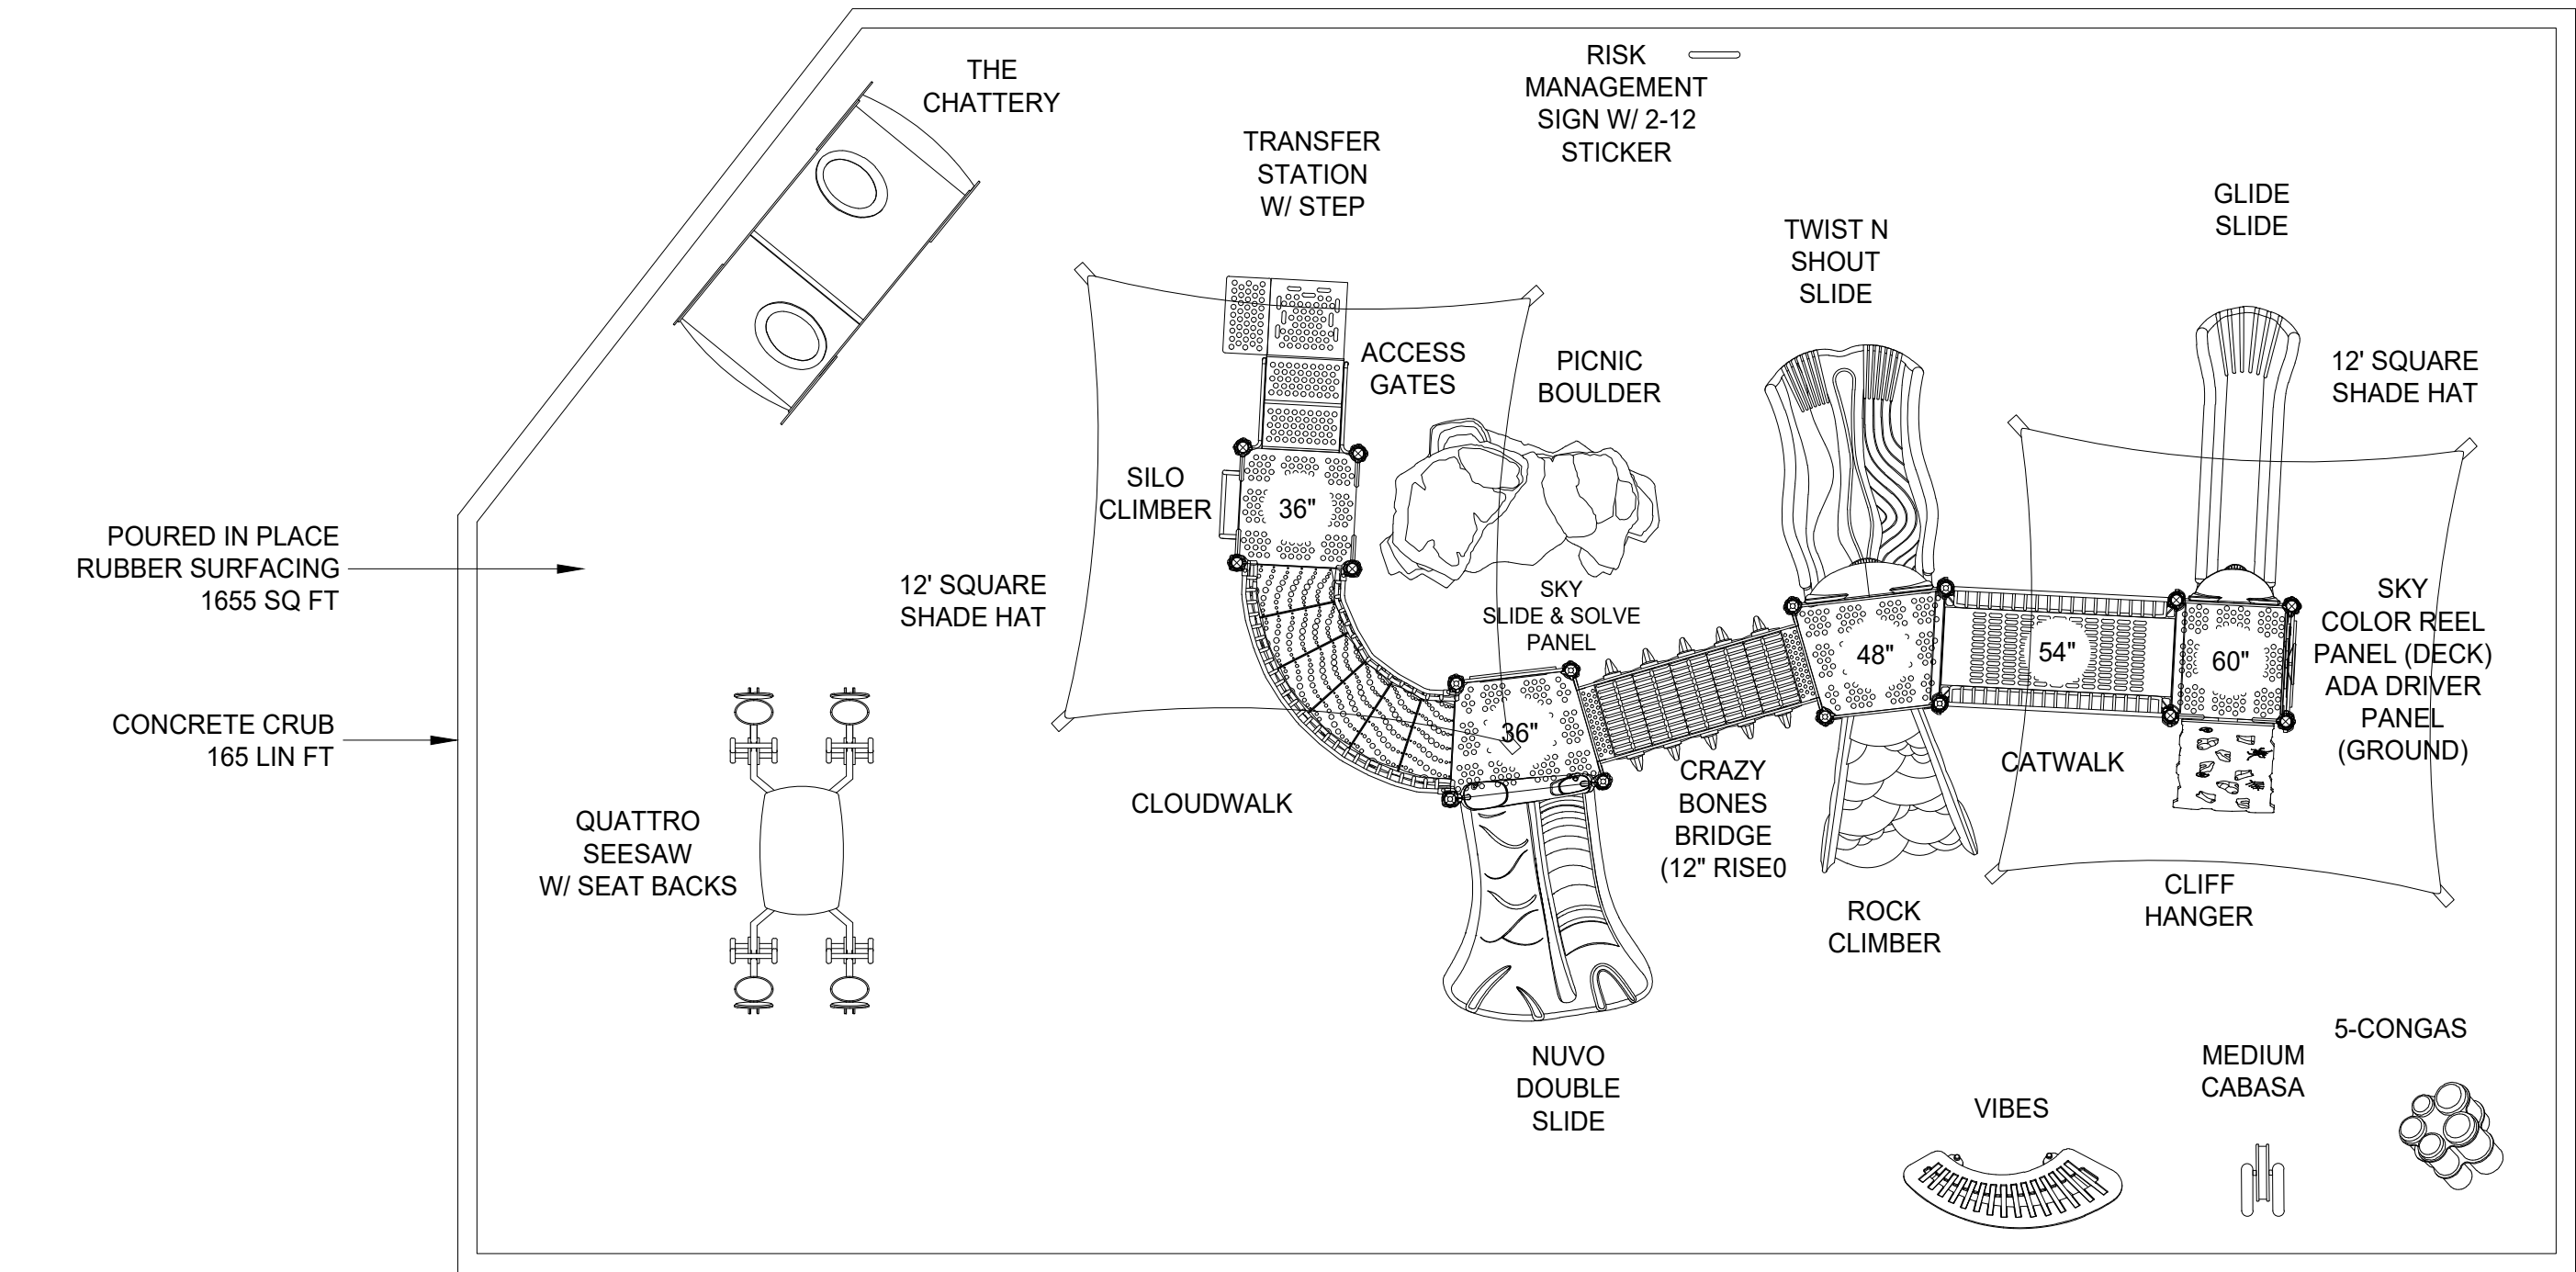 THE
CHATTERY
RISK
MANAGEMENT
SIGN W/ 2-12
STICKER
TRANSFER
STATION
W/ STEP
GLIDE
SLIDE
TWIST N
SHOUT
SLIDE
ACCESS
GATES
PICNIC
BOULDER
12' SQUARE
SHADE HAT
SILO
CLIMBER
36"
POURED IN PLACE
RUBBER SURFACING
1655 SQ FT
12' SQUARE
SHADE HAT
SKY
SLIDE & SOLVE
PANEL
48"
54"
60"
SKY
COLOR REEL
PANEL (DECK)
ADA DRIVER
PANEL
(GROUND)
36"
CONCRETE CRUB
165 LIN FT
CATWALK
CRAZY
BONES
BRIDGE
(12" RISE0
CLOUDWALK
QUATTRO
SEESAW
W/ SEAT BACKS
CLIFF
HANGER
ROCK
CLIMBER
NUVO
DOUBLE
SLIDE
5-CONGAS
MEDIUM
CABASA
VIBES